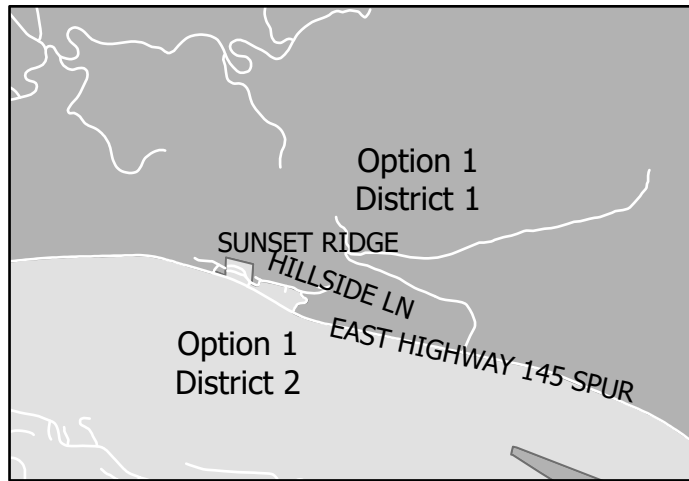 Option 1
District 1
SUNSET RIDGE
HILLSIDE LN
EAST HIGHWAY 145 SPUR
Option 1
District 2